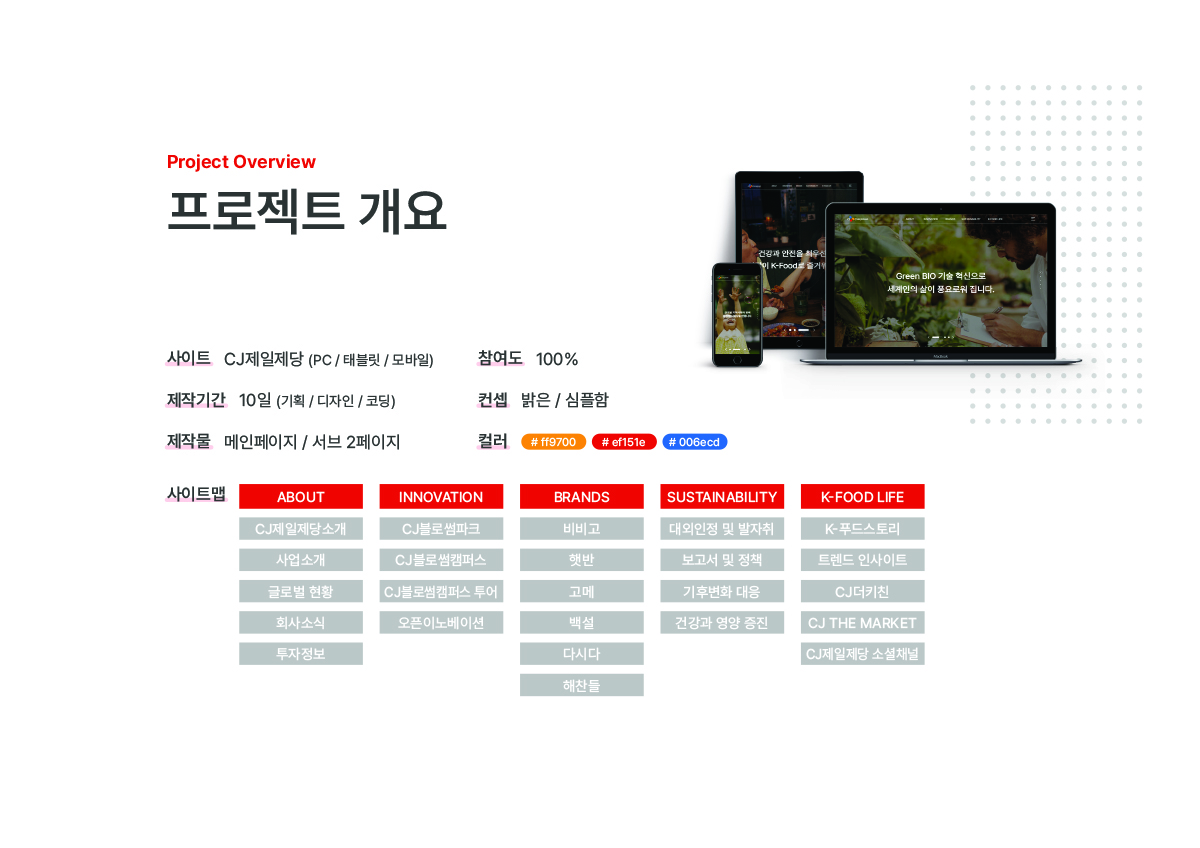 Project Overview
프로젝트 개요
건강과 안전을 최우선
K-Food로 즐거
Green BIO 기술 혁신으로
세계인의 삶이 풍요로워 집니다.
사이트 CJ제일제당 (PC / 태블릿 / 모바일)
참여도 100%
제작기간 10일 (기획 / 디자인 / 코딩)
컨셉 밝은 / 심플함
제작물 메인페이지 / 서브 2페이지
컬러 # ff9700 # ef151e # 006ecd
사이트맵
ABOUT
CJ제일제당소개
사업소개
글로벌 현황
회사소식
투자정보
INNOVATION
CJ블로썸파크
CJ블로썸캠퍼스
CJ블로썸캠퍼스 투어
오픈이노베이션
BRANDS
비비고
햇반
고메
백설
다시다
해찬들
SUSTAINABILITY
대외인정 및 발자취
보고서 및 정책
기후변화 대응
건강과 영양 증진
K-FOOD LIFE
K-푸드스토리
트렌드 인사이트
CJ더키친
CJ THE MARKET
CJ제일제당 소셜채널